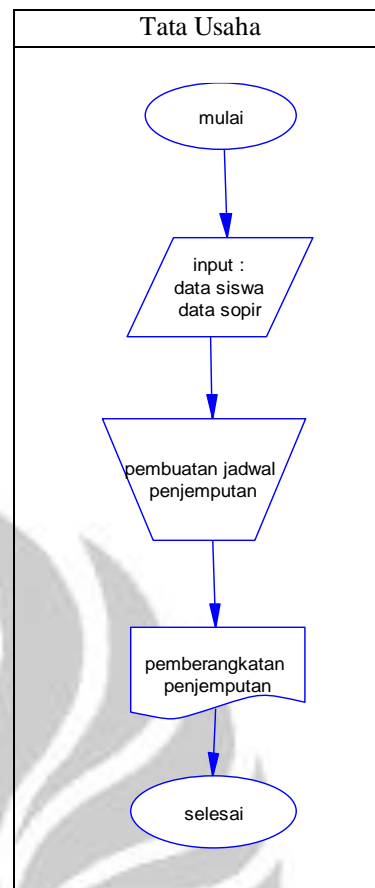 Tata Usaha
mulai
input :
data siswa
data sopir
pembuatan jadwal
penjemputan
pemberangkatan
penjemputan
selesai